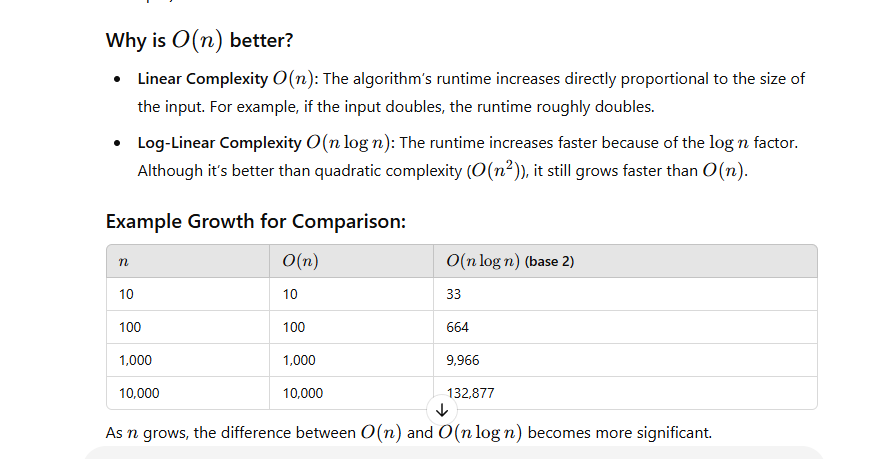 Why is O(n) better?
• Linear Complexity O(n): The algorithm's runtime increases directly proportional to the size of
the input. For example, if the input doubles, the runtime roughly doubles.
• Log-Linear Complexity O(n log n): The runtime increases faster because of the log n factor.
Although it's better than quadratic complexity (O(n²)), it still grows faster than O(n).
Example Growth for Comparison:
n O(n) O(n log n) (base 2)
10 10 33
100 100 664
1,000 1,000 9,966
10,000 10,000 132,877
As n grows, the difference between O(n) and O(n log n) becomes more significant.